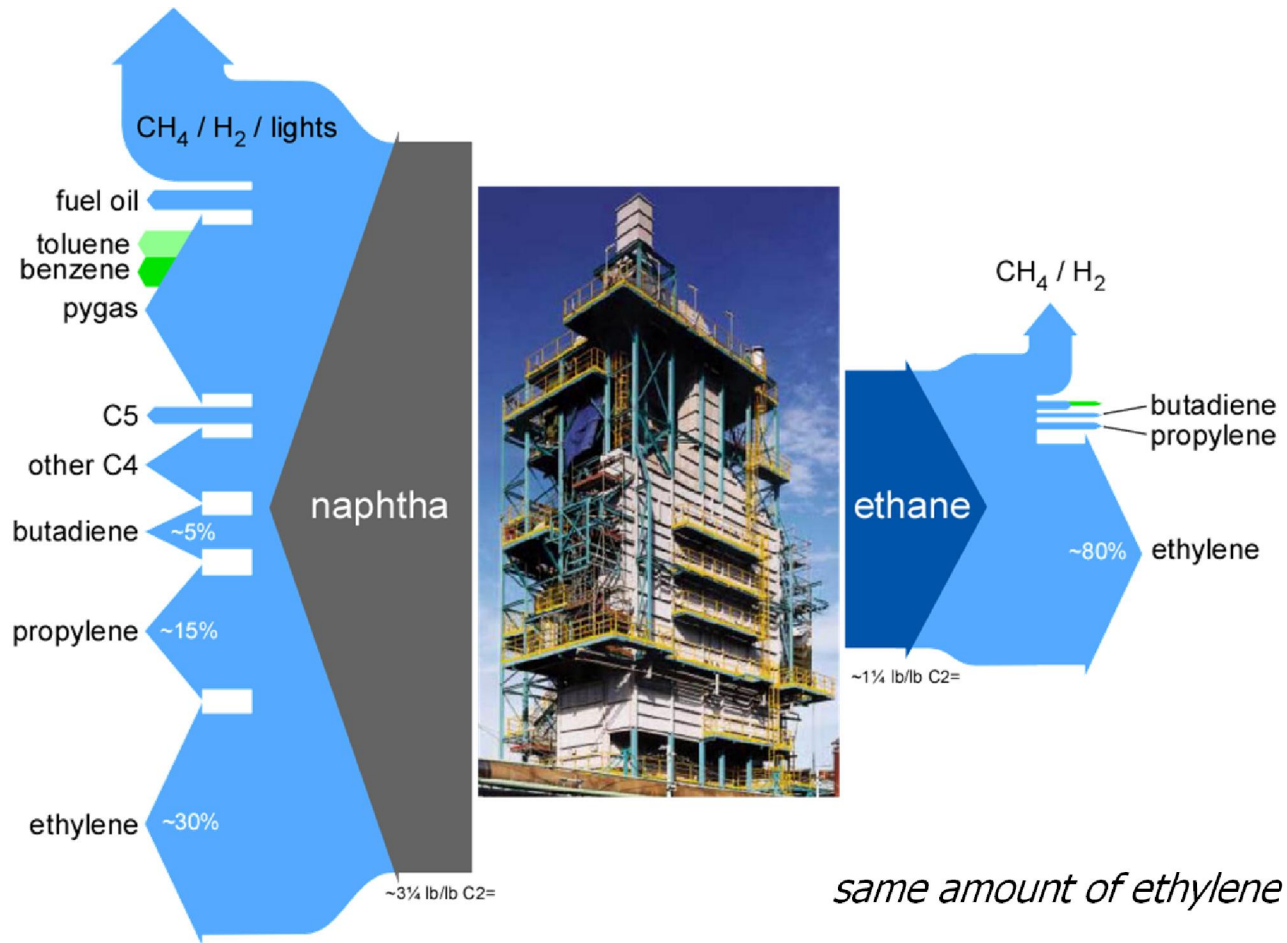 CH₄ / H₂ / lights
fuel oil
toluene
benzene
pygas
C5
other C4
butadiene
~5%
propylene
~15%
ethylene
~30%
naphtha
~3¼ lb/lb C2=
ethane
~1¼ lb/lb C2=
CH₄ / H₂
butadiene
propylene
~80%
ethylene
same amount of ethylene